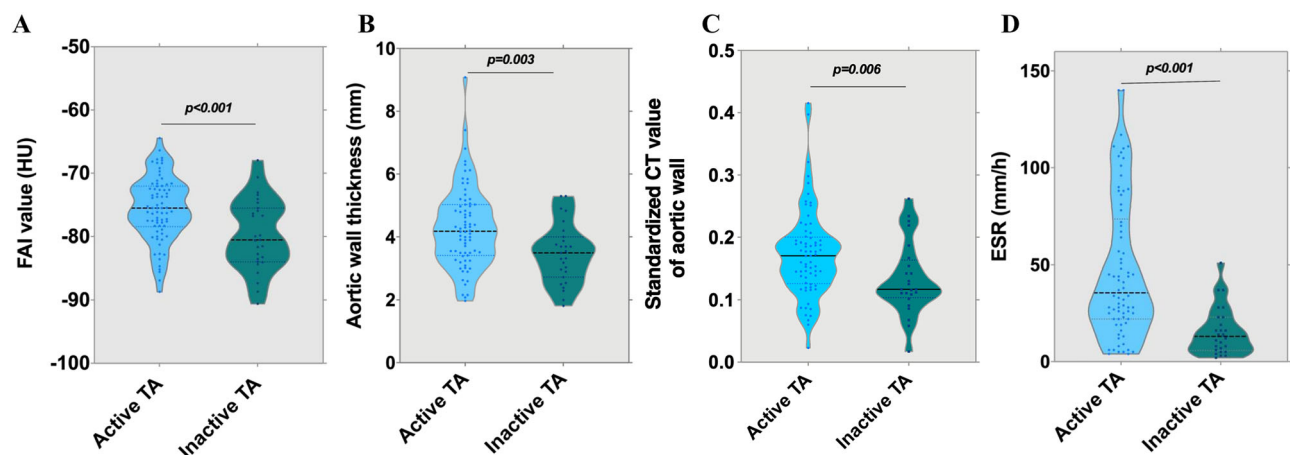 A
FAI value (HU)
-50
-60
-70
-80
-90
-100
p<0.001
Active TA
Inactive TA
B
Aortic wall thickness (mm)
10
8
6
4
2
0
p=0.003
Active TA
Inactive TA
C
Standardized CT value
of aortic wall
0.5
0.4
0.3
0.2
0.1
0.0
p=0.006
Active TA
Inactive TA
D
ESR (mm/h)
150
100
50
0
p<0.001
Active TA
Inactive TA